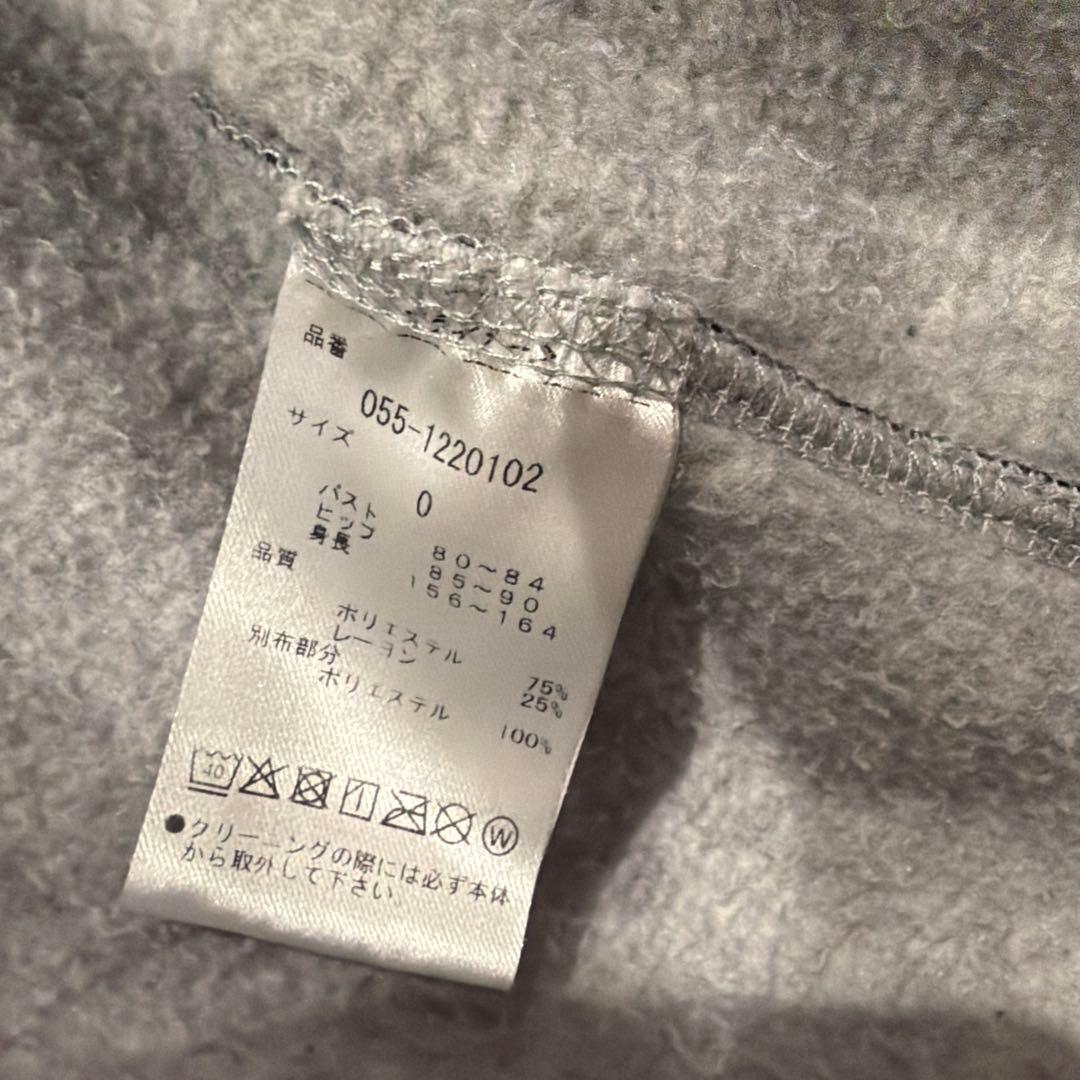 品番
055-1220102
サイズ
0
バスト 80~84
ヒップ 85~90
身長 156~164
品質
ポリエステル 75%
レーヨン 25%
別布部分
ポリエステル 100%
40
W
●クリーニングの際には必ず本体
から取外して下さい。